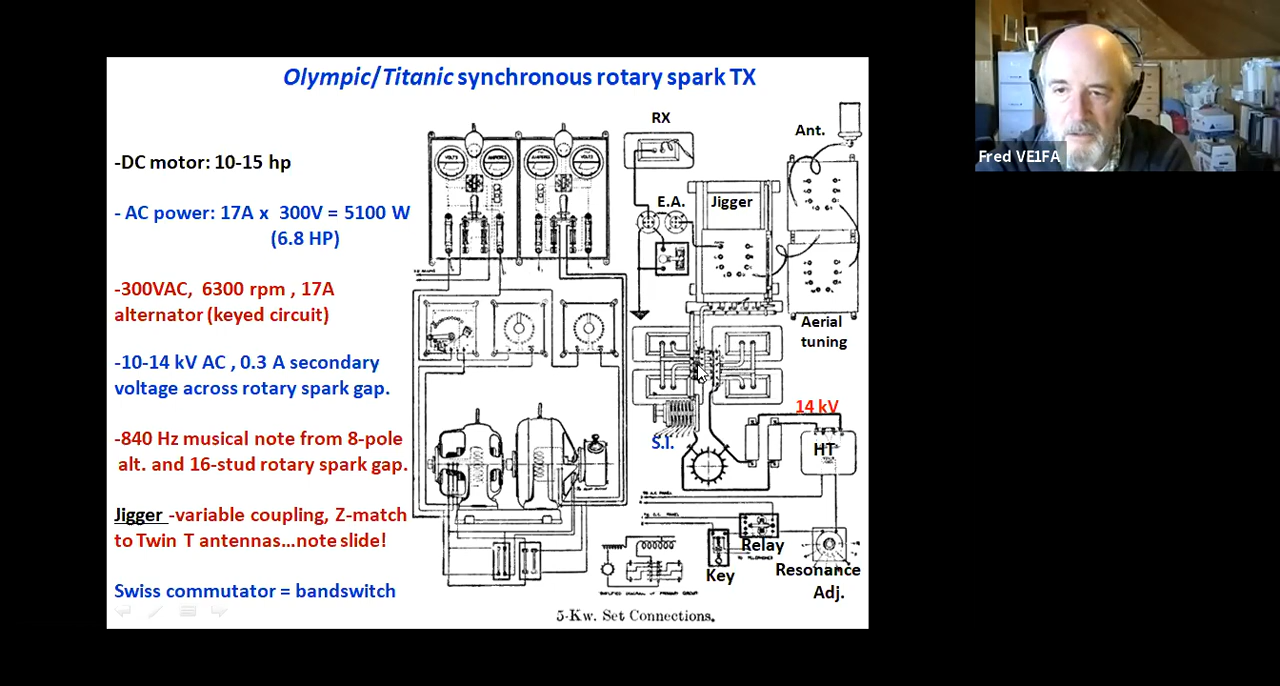 Olympic/Titanic synchronous rotary spark TX
-DC motor: 10-15 hp
- AC power: 17A x 300V = 5100 W
(6.8 HP)
-300VAC, 6300 rpm , 17A
alternator (keyed circuit)
-10-14 kV AC , 0.3 A secondary
voltage across rotary spark gap.
-840 Hz musical note from 8-pole
alt. and 16-stud rotary spark gap.
Jigger -variable coupling, Z-match
to Twin T antennas...note slide!
Swiss commutator = bandswitch
VOLTS
AMPERES
AMPERES
VOLTS
RX
E.A.
Jigger
Ant.
Aerial
tuning
S.I.
14 kV
HT
Relay
Key
Resonance
Adj.
5-Kw. Set Connections.
Fred VE1FA